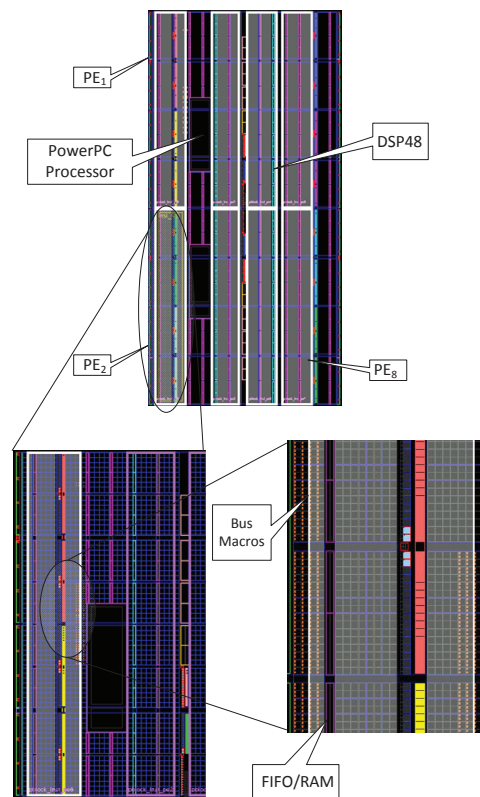 PE1
PowerPC
Processor
DSP48
PE2
PE8
Bus
Macros
FIFO/RAM